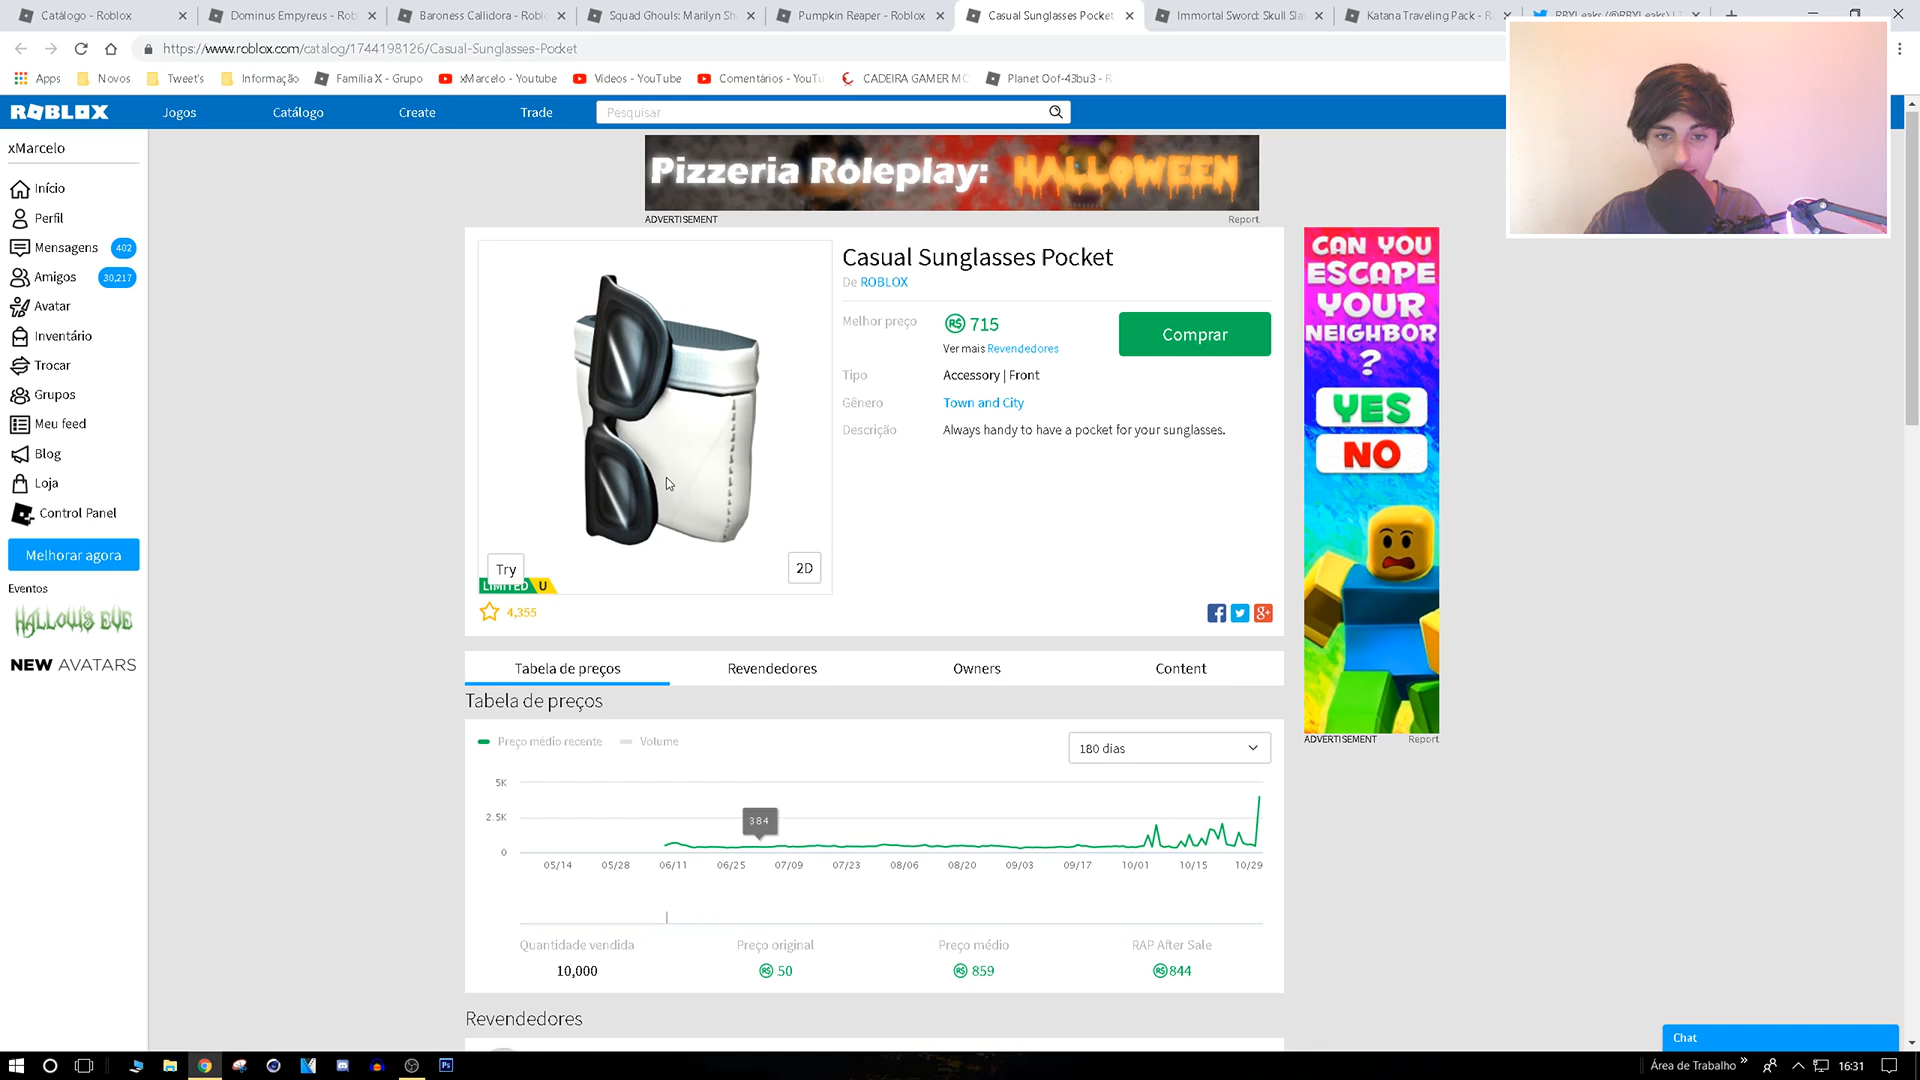 Catálogo - Roblox
Dominus Empyreus - Robl
Baroness Callidora - Roblo
Squad Ghouls: Marilyn Sh
Pumpkin Reaper - Roblox
Casual Sunglasses Pocket
Immortal Sword: Skull Sla
Katana Traveling Pack - R
RBYLeaks (@RBYLeaks) | T
https://www.roblox.com/catalog/1744198126/Casual-Sunglasses-Pocket
Apps
Novos
Tweet's
Informação
Família X - Grupo
xMarcelo - Youtube
Vídeos - YouTube
Comentários - YouTu
CADEIRA GAMER MO
Planet Oof-43bu3 - R
ROBLOX
Jogos
Catálogo
Create
Trade
Pesquisar
xMarcelo
Início
Perfil
Mensagens 402
Amigos 30,217
Avatar
Inventário
Trocar
Grupos
Meu feed
Blog
Loja
Control Panel
Melhorar agora
Eventos
HALLOW'S EVE
NEW AVATARS
Pizzeria Roleplay: HALLOWEEN
ADVERTISEMENT
Report
Casual Sunglasses Pocket
De ROBLOX
Melhor preço
R$ 715
Comprar
Ver mais Revendedores
Tipo
Accessory | Front
Gênero
Town and City
Descrição
Always handy to have a pocket for your sunglasses.
Try
2D
LIMITED U
4,355
CAN YOU
ESCAPE
YOUR
NEIGHBOR
?
YES
NO
ADVERTISEMENT
Report
Tabela de preços
Revendedores
Owners
Content
Tabela de preços
Preço médio recente
Volume
180 dias
5K
2.5K
0
384
05/14
05/28
06/11
06/25
07/09
07/23
08/06
08/20
09/03
09/17
10/01
10/15
10/29
Quantidade vendida
Preço original
Preço médio
RAP After Sale
10,000
R$ 50
R$ 859
R$ 844
Revendedores
Chat
Área de Trabalho
16:31